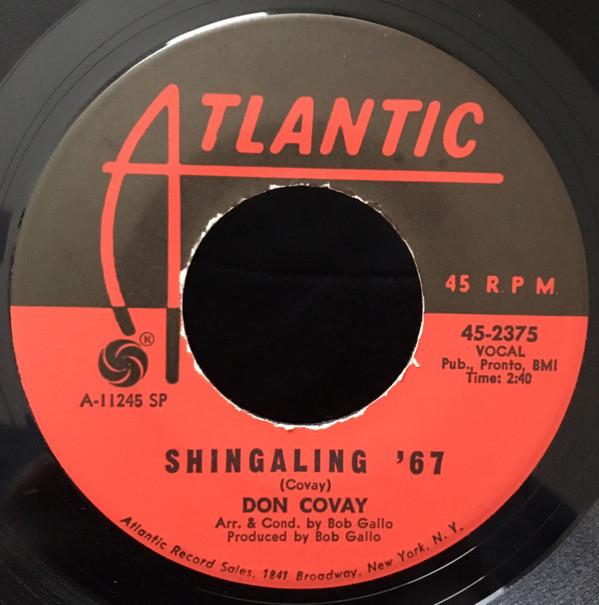 ATLANTIC
45 R.P.M.
45-2375
VOCAL
Pub., Pronto, BMI
Time: 2:40
®
A-11245 SP
SHINGALING '67
(Covay)
DON COVAY
Arr. & Cond. by Bob Gallo
Produced by Bob Gallo
Atlantic Record Sales, 1841 Broadway, New York, N. Y.